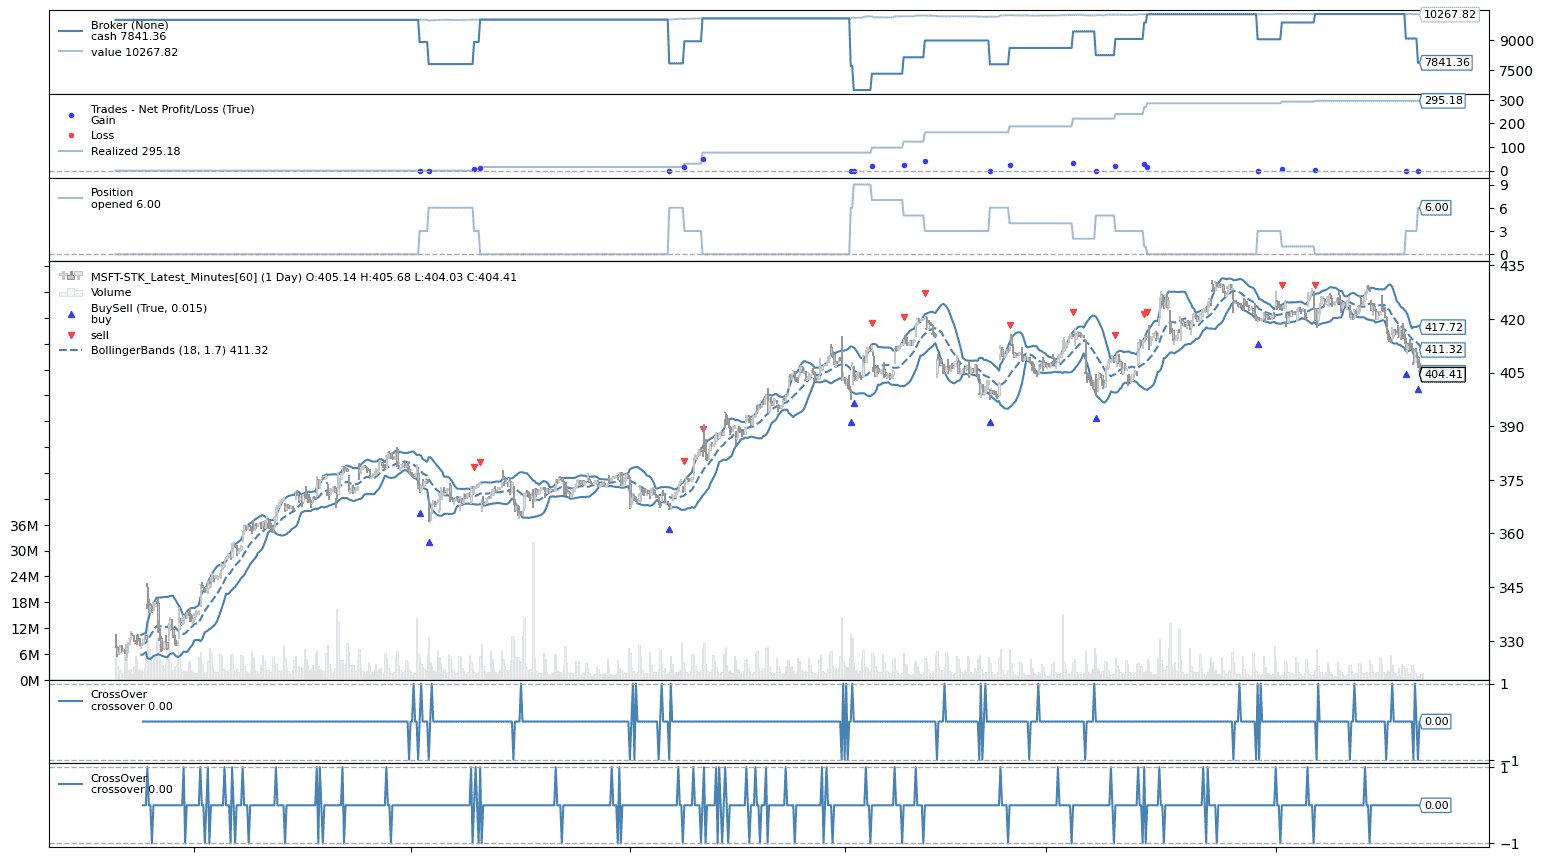 Broker (None)
cash 7841.36
value 10267.82
10267.82
9000
7841.36
7500
Trades - Net Profit/Loss (True)
Gain
Loss
Realized 295.18
295.18
300
200
100
0
Position
opened 6.00
9
6.00
6
3
0
MSFT-STK_Latest_Minutes[60] (1 Day) O:405.14 H:405.68 L:404.03 C:404.41
Volume
BuySell (True, 0.015)
buy
sell
BollingerBands (18, 1.7) 411.32
435
420
417.72
411.32
405
404.41
390
375
360
345
330
36M
30M
24M
18M
12M
6M
0M
CrossOver
crossover 0.00
1
0.00
−1
CrossOver
crossover 0.00
1
0.00
−1